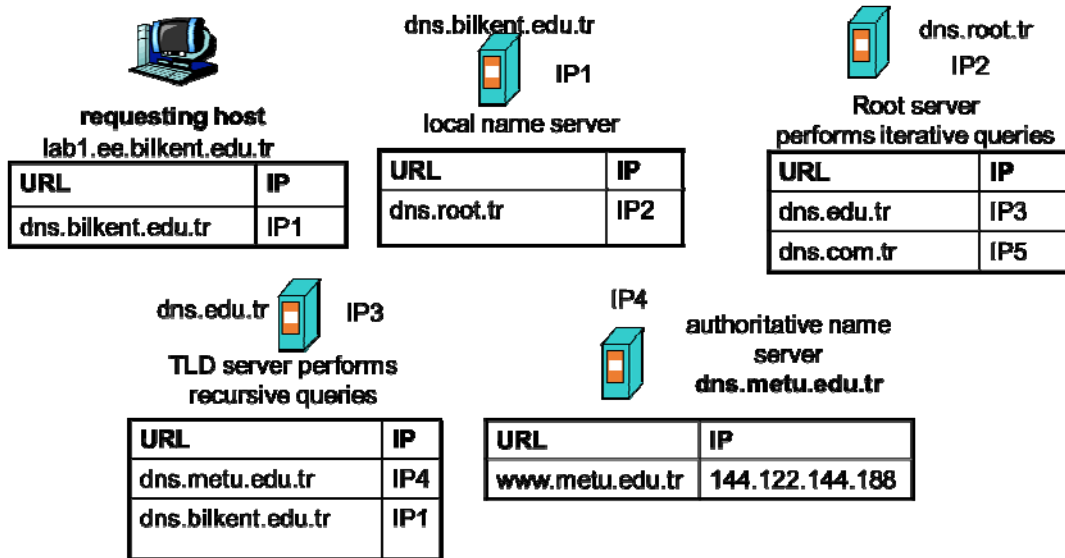 dns.bilkent.edu.tr
IP1
local name server
URL IP
dns.root.tr IP2
requesting host
lab1.ee.bilkent.edu.tr
URL IP
dns.bilkent.edu.tr IP1
dns.root.tr
IP2
Root server
performs iterative queries
URL IP
dns.edu.tr IP3
dns.com.tr IP5
dns.edu.tr IP3
TLD server performs
recursive queries
URL IP
dns.metu.edu.tr IP4
dns.bilkent.edu.tr IP1
IP4
authoritative name
server
dns.metu.edu.tr
URL IP
www.metu.edu.tr 144.122.144.188